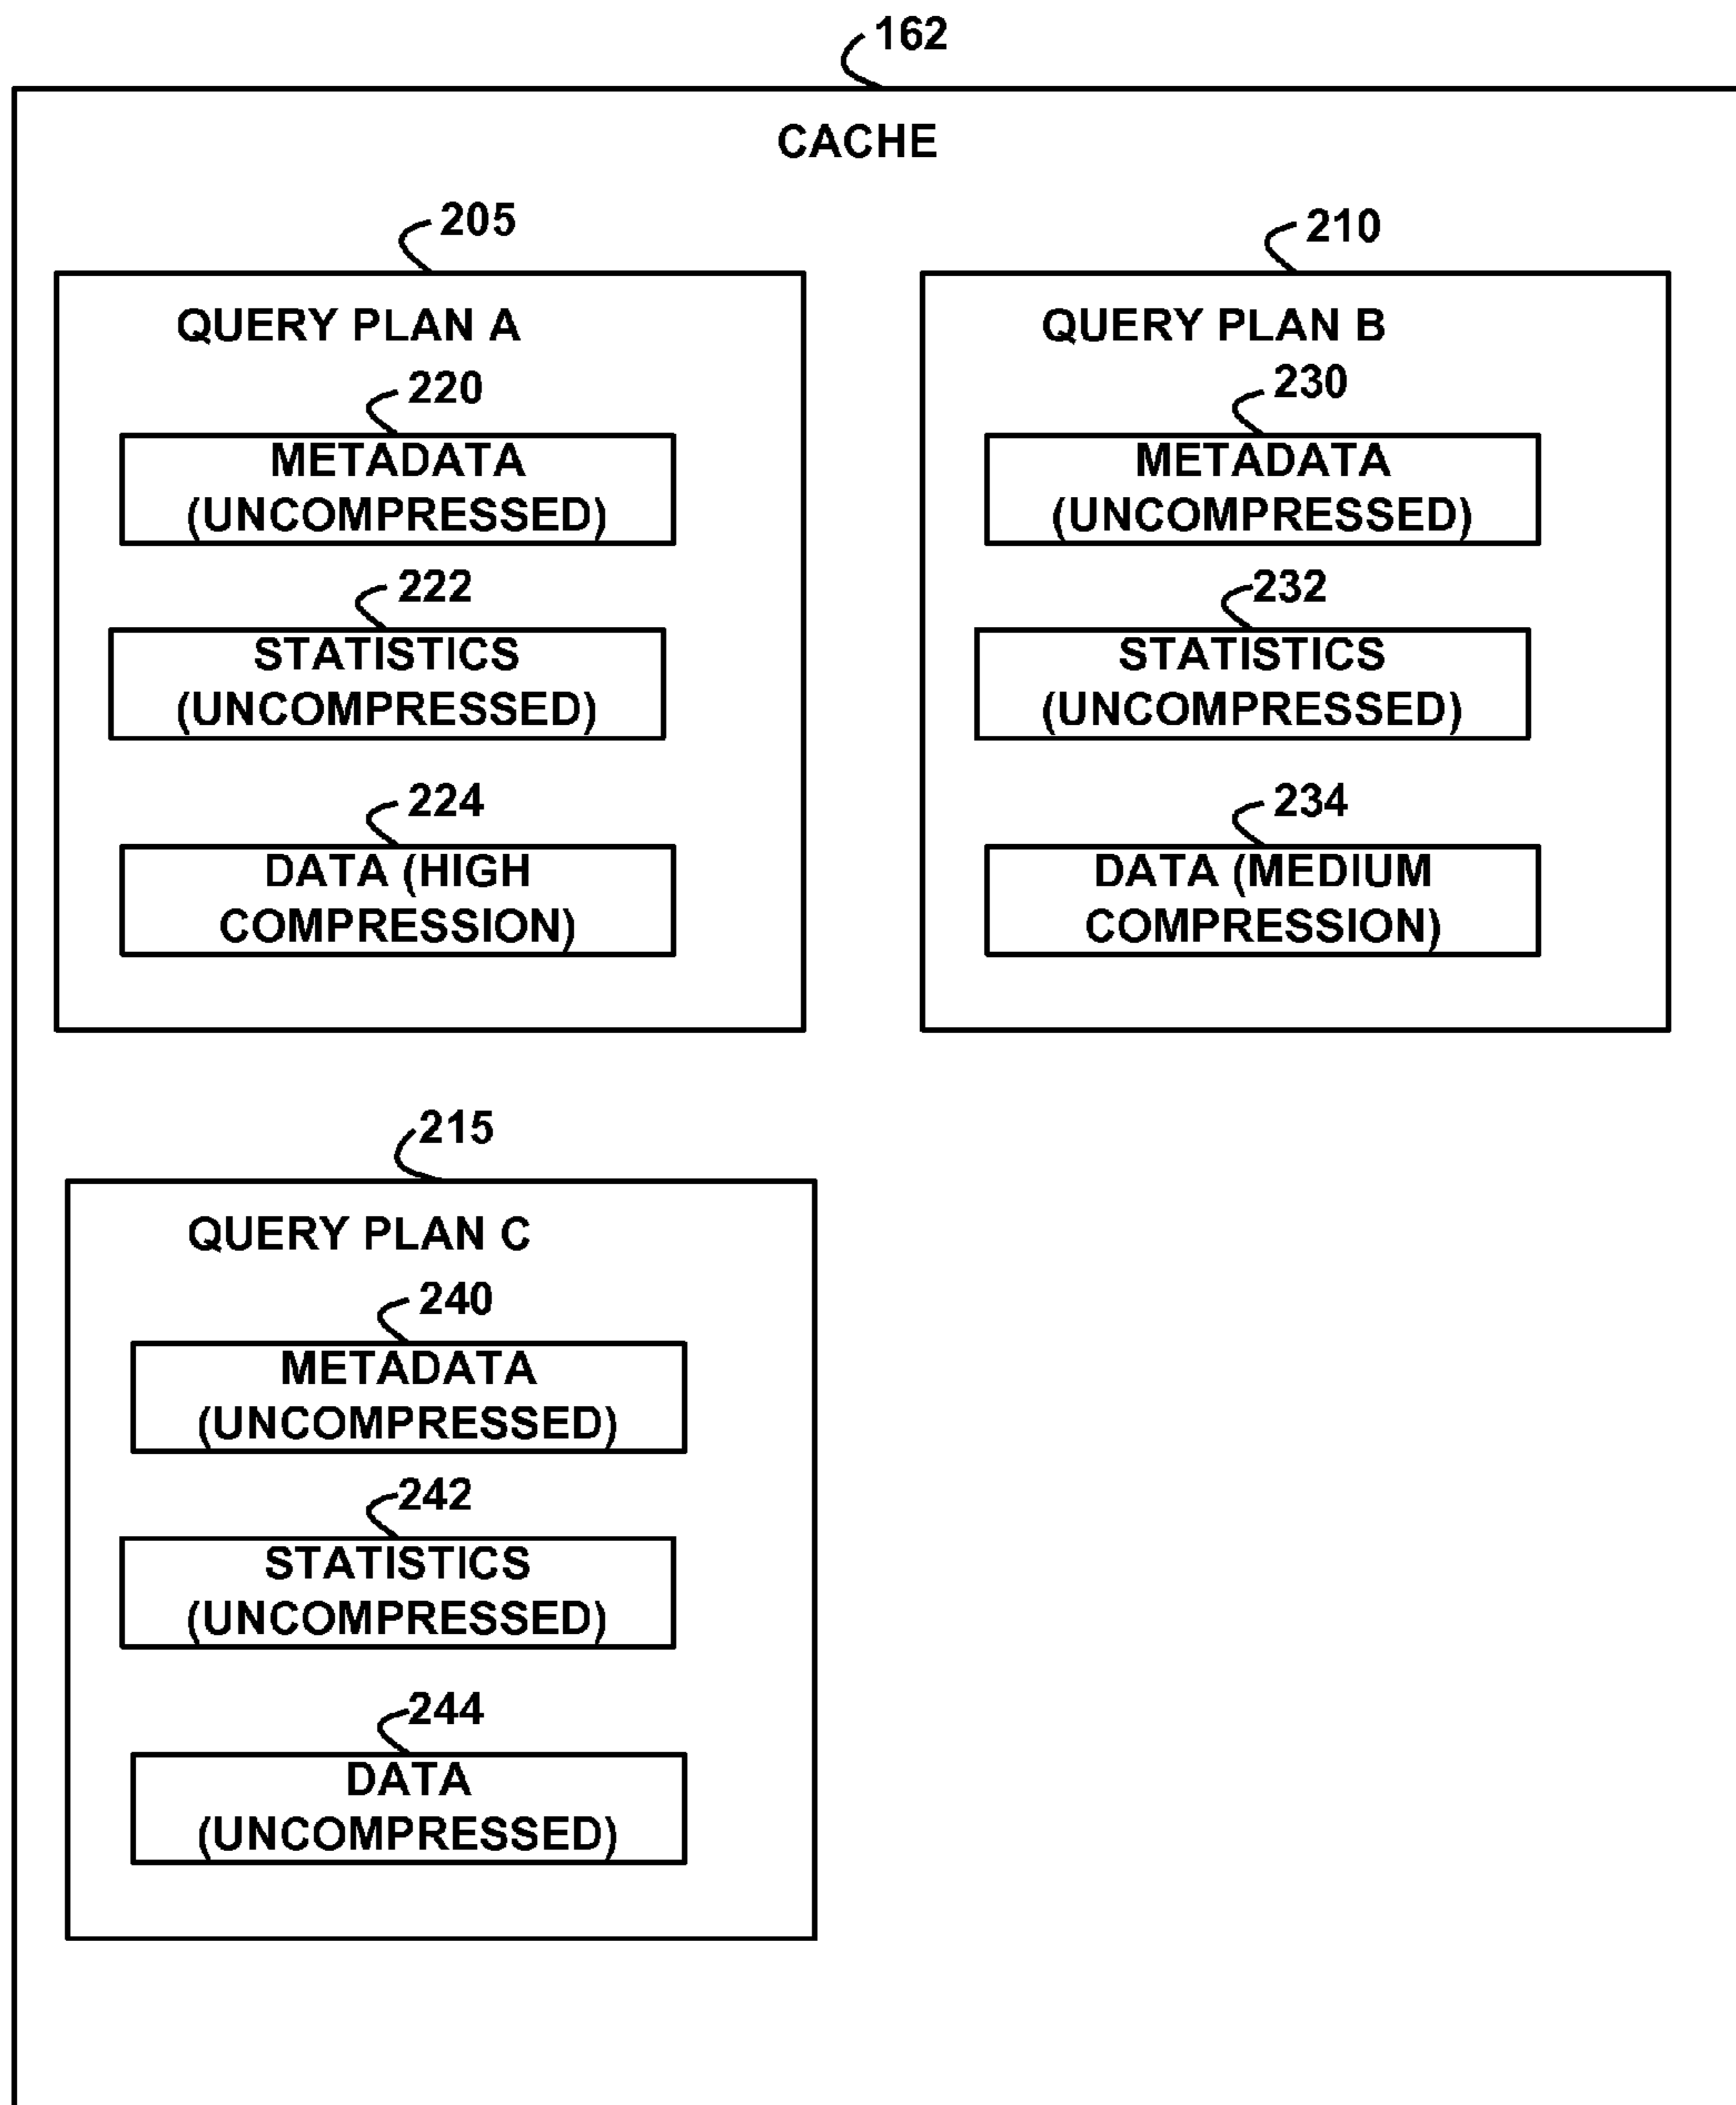 162
CACHE
205
QUERY PLAN A
220
METADATA
(UNCOMPRESSED)
222
STATISTICS
(UNCOMPRESSED)
224
DATA (HIGH
COMPRESSION)
210
QUERY PLAN B
230
METADATA
(UNCOMPRESSED)
232
STATISTICS
(UNCOMPRESSED)
234
DATA (MEDIUM
COMPRESSION)
215
QUERY PLAN C
240
METADATA
(UNCOMPRESSED)
242
STATISTICS
(UNCOMPRESSED)
244
DATA
(UNCOMPRESSED)